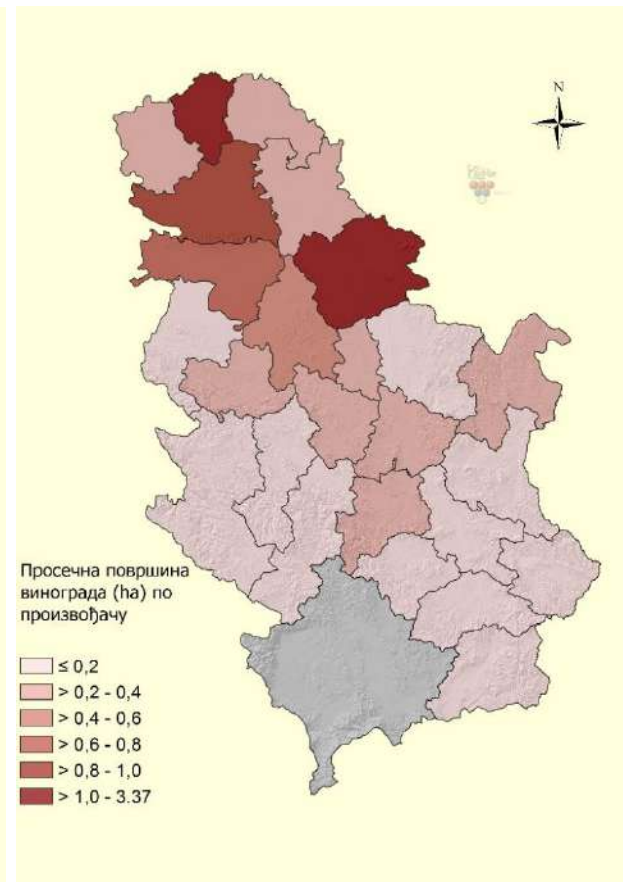 N
Просечна површина
винограда (ha) по
произвођачу
≤ 0,2
> 0,2 - 0,4
> 0,4 - 0,6
> 0,6 - 0,8
> 0,8 - 1,0
> 1,0 - 3.37